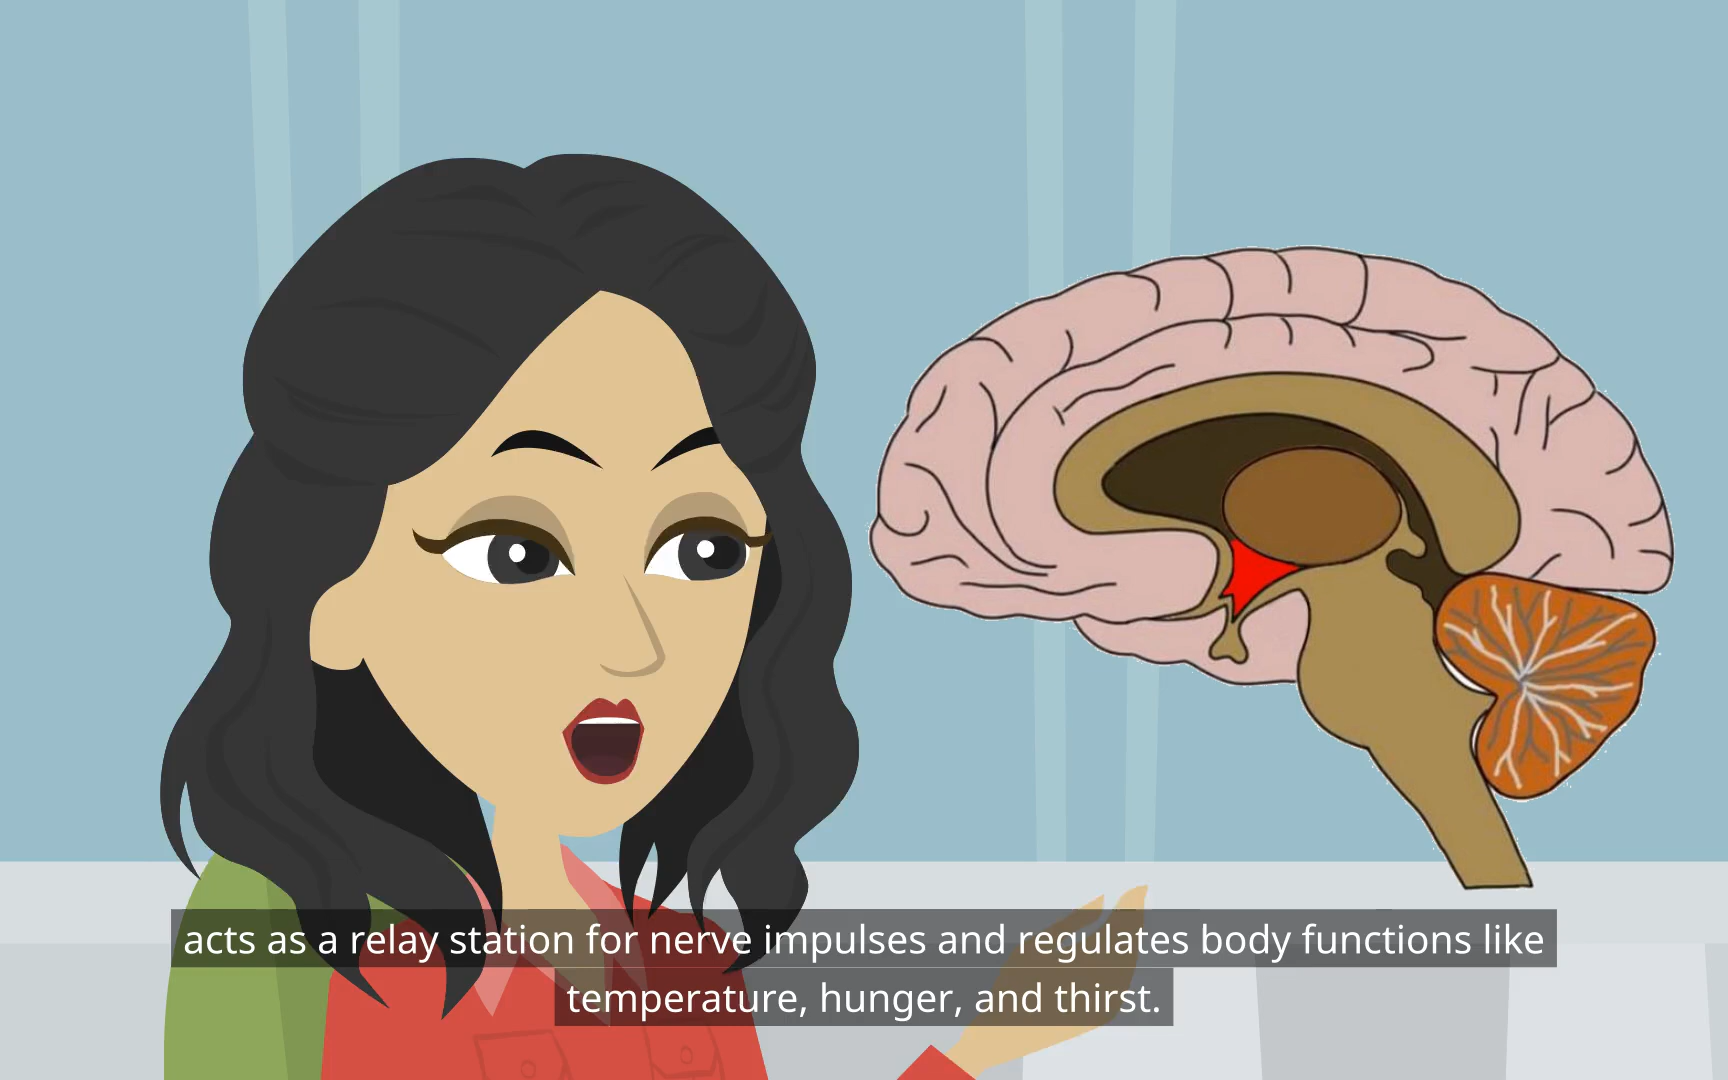 acts as a relay station for nerve impulses and regulates body functions like
temperature, hunger, and thirst.